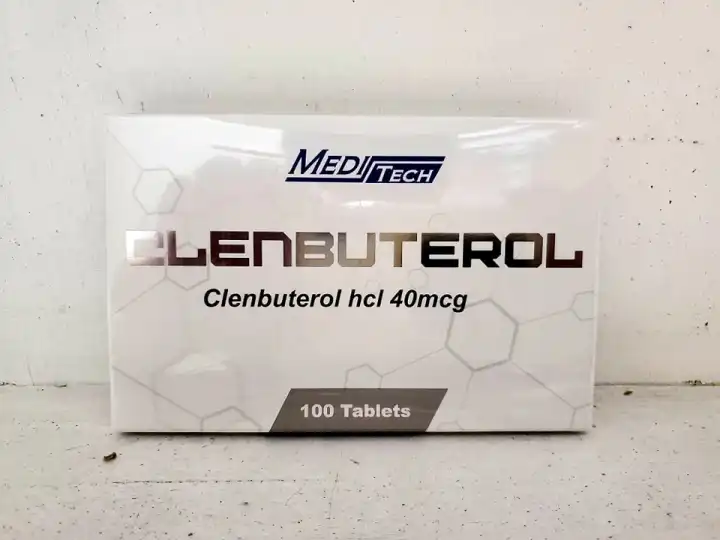 MEDITECH
CLENBUTEROL
Clenbuterol hcl 40mcg
100 Tablets